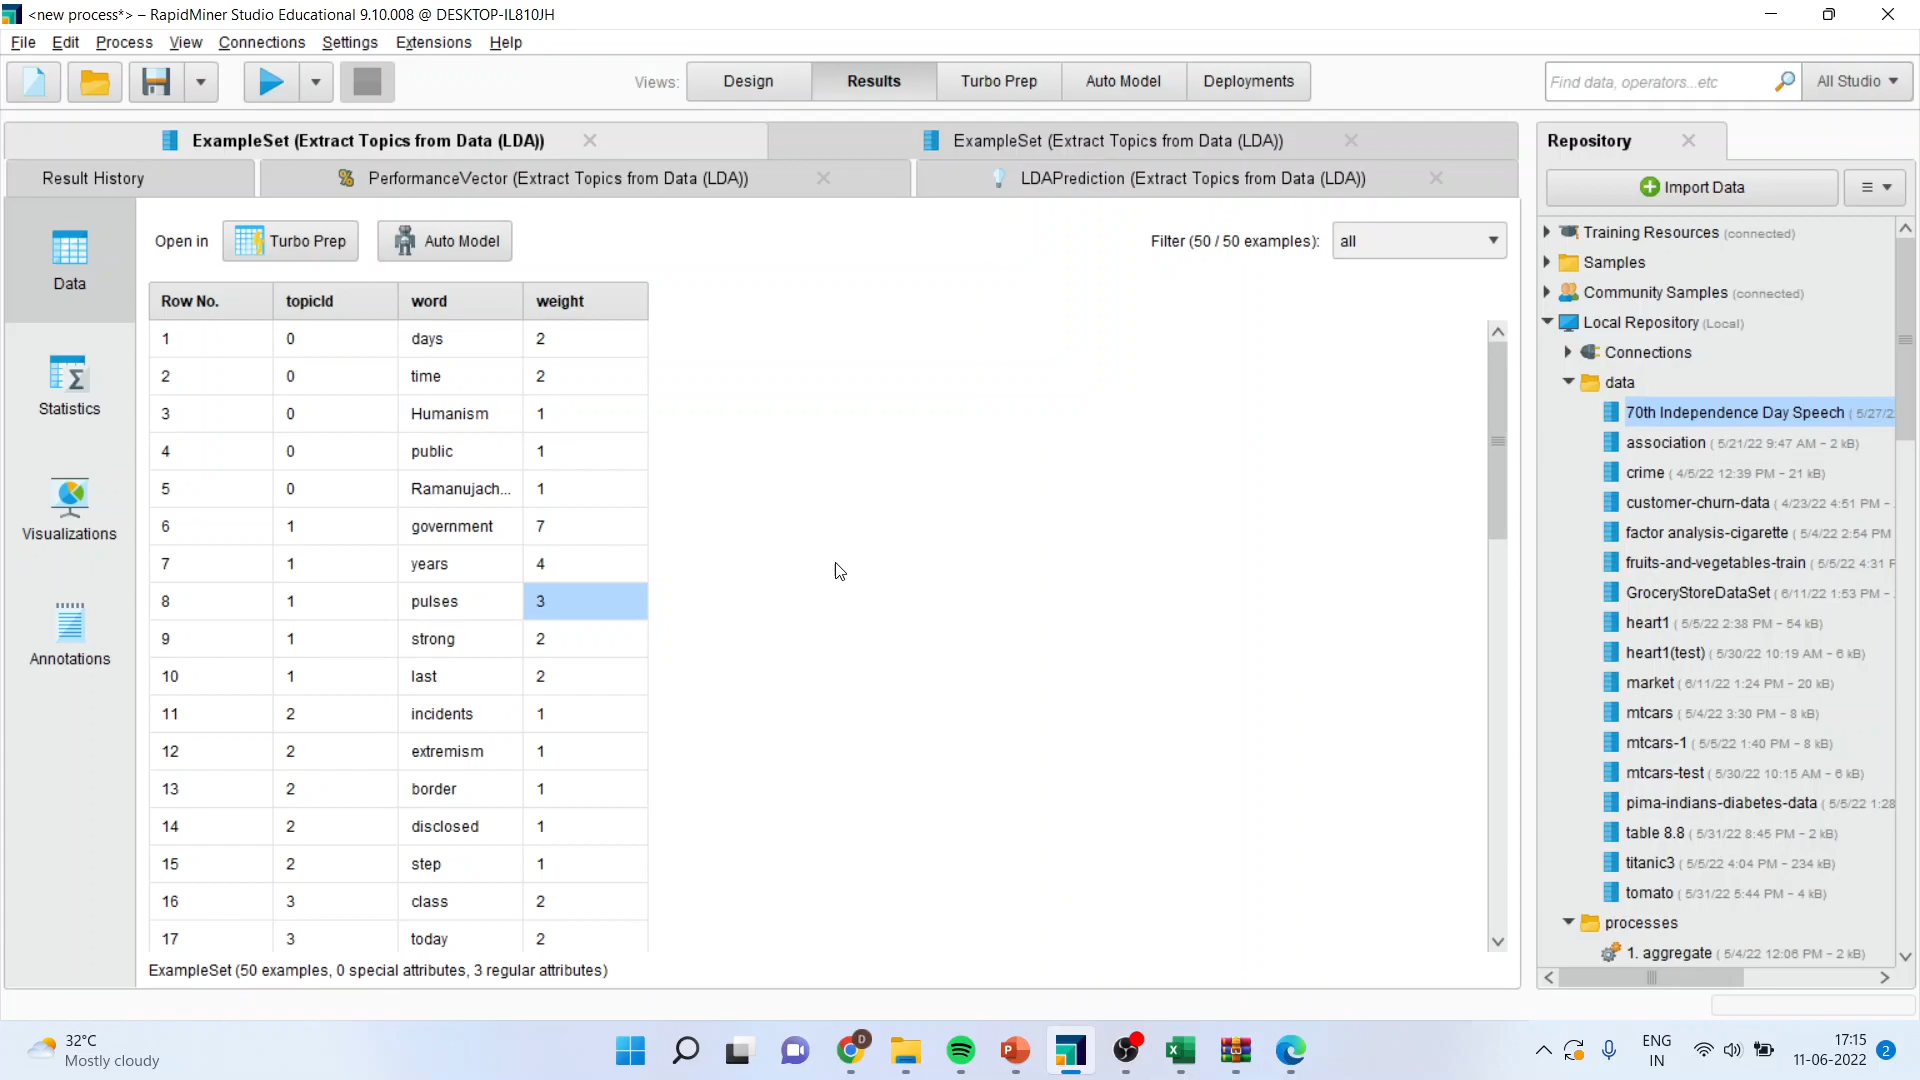 <new process*> – RapidMiner Studio Educational 9.10.008 @ DESKTOP-IL810JH
File Edit Process View Connections Settings Extensions Help
Views: Design Results Turbo Prep Auto Model Deployments
Find data, operators...etc
All Studio
ExampleSet (Extract Topics from Data (LDA))
ExampleSet (Extract Topics from Data (LDA))
Result History
PerformanceVector (Extract Topics from Data (LDA))
LDAPrediction (Extract Topics from Data (LDA))
Data
Statistics
Visualizations
Annotations
Open in Turbo Prep Auto Model
Filter (50 / 50 examples): all
Row No. topicId word weight
1 0 days 2
2 0 time 2
3 0 Humanism 1
4 0 public 1
5 0 Ramanujach... 1
6 1 government 7
7 1 years 4
8 1 pulses 3
9 1 strong 2
10 1 last 2
11 2 incidents 1
12 2 extremism 1
13 2 border 1
14 2 disclosed 1
15 2 step 1
16 3 class 2
17 3 today 2
ExampleSet (50 examples, 0 special attributes, 3 regular attributes)
Repository
Import Data
Training Resources (connected)
Samples
Community Samples (connected)
Local Repository (Local)
Connections
data
70th Independence Day Speech ( 5/27/2
association ( 5/21/22 9:47 AM – 2 kB)
crime ( 4/5/22 12:39 PM – 21 kB)
customer-churn-data ( 4/23/22 4:51 PM –
factor analysis-cigarette ( 5/4/22 2:54 PM
fruits-and-vegetables-train ( 5/5/22 4:31 P
GroceryStoreDataSet ( 6/11/22 1:53 PM –
heart1 ( 5/5/22 2:38 PM – 54 kB)
heart1(test) ( 5/30/22 10:19 AM – 6 kB)
market ( 6/11/22 1:24 PM – 20 kB)
mtcars ( 5/4/22 3:30 PM – 8 kB)
mtcars-1 ( 5/5/22 1:40 PM – 8 kB)
mtcars-test ( 5/30/22 10:15 AM – 6 kB)
pima-indians-diabetes-data ( 5/5/22 1:28
table 8.8 ( 5/31/22 8:45 PM – 2 kB)
titanic3 ( 5/5/22 4:04 PM – 234 kB)
tomato ( 5/31/22 5:44 PM – 4 kB)
processes
1. aggregate ( 5/4/22 12:06 PM – 2 kB)
32°C
Mostly cloudy
D
P
ENG
IN
17:15
11-06-2022
2